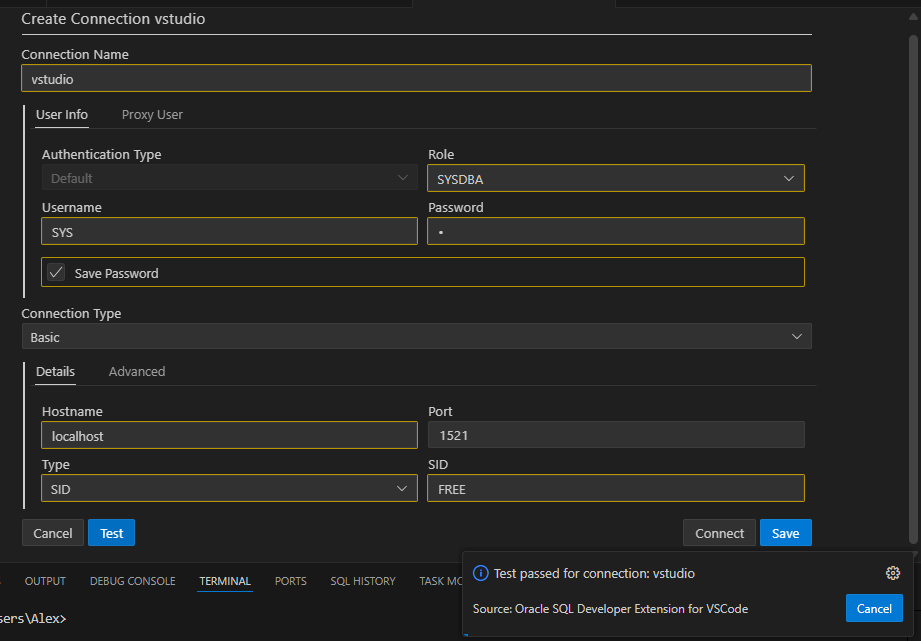 Create Connection vstudio
Connection Name
vstudio
User Info Proxy User
Authentication Type Role
Default SYSDBA
Username Password
SYS •
Save Password
Connection Type
Basic
Details Advanced
Hostname Port
localhost 1521
Type SID
SID FREE
Cancel Test Connect Save
OUTPUT DEBUG CONSOLE TERMINAL PORTS SQL HISTORY TASK MO
sers\Alex>
Test passed for connection: vstudio
Source: Oracle SQL Developer Extension for VSCode Cancel